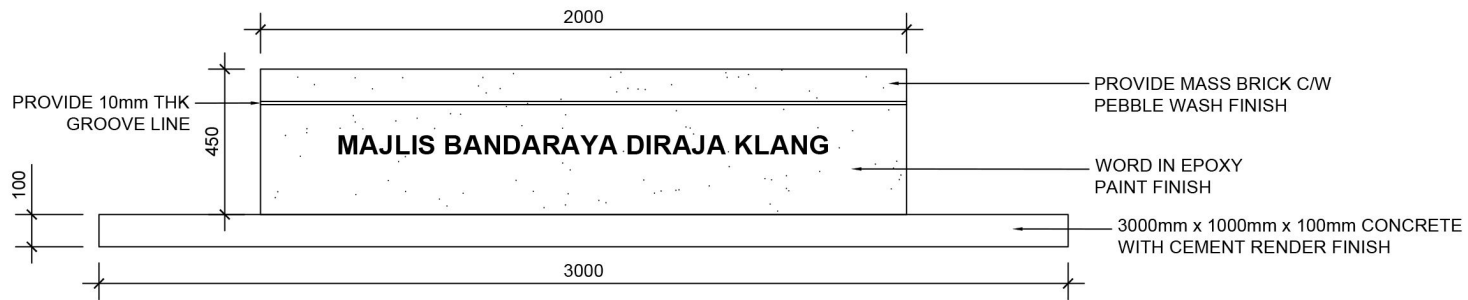 2000
PROVIDE 10mm THK
GROOVE LINE
450
PROVIDE MASS BRICK C/W
PEBBLE WASH FINISH
MAJLIS BANDARAYA DIRAJA KLANG
WORD IN EPOXY
PAINT FINISH
100
3000mm x 1000mm x 100mm CONCRETE
WITH CEMENT RENDER FINISH
3000